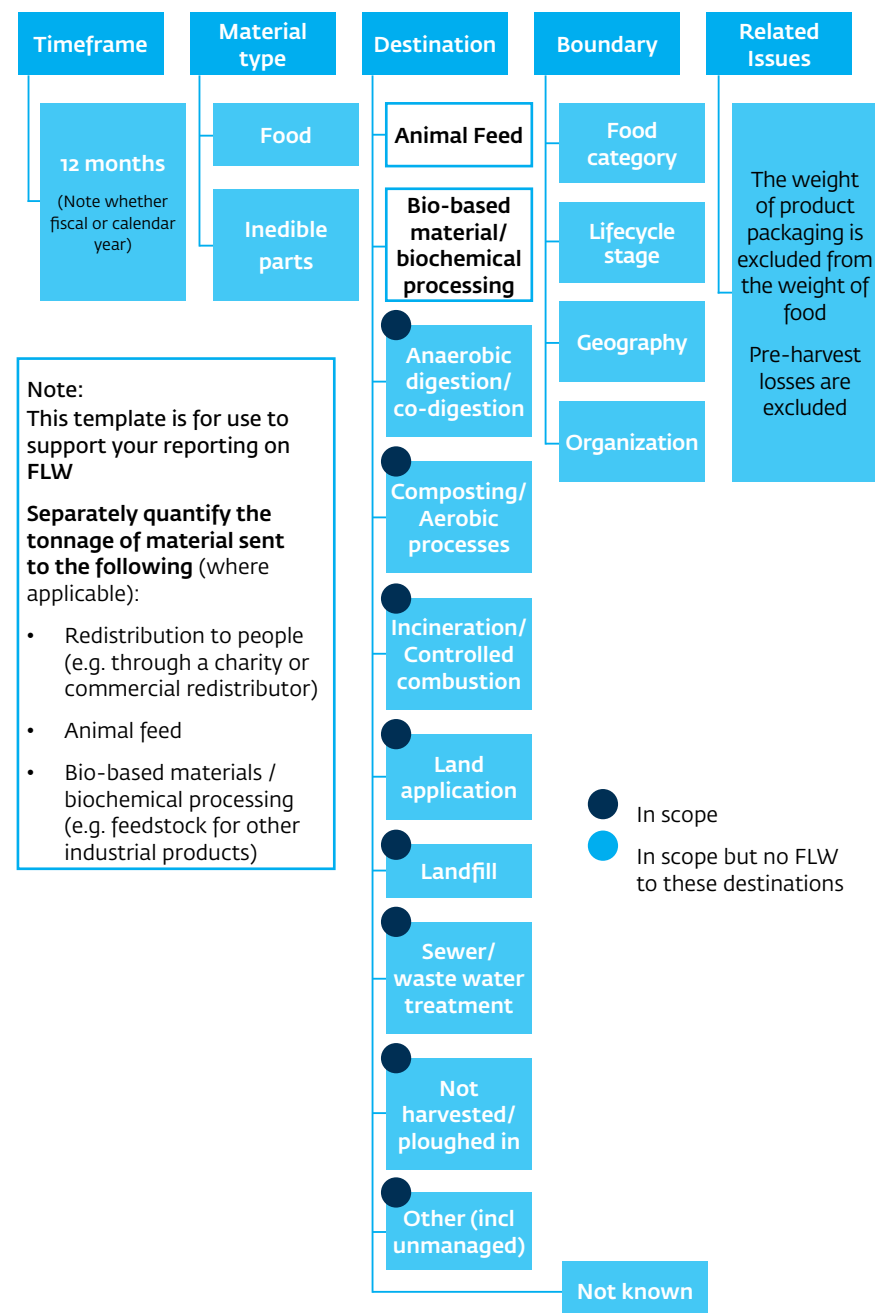 Timeframe
Material
type
Destination
Boundary
Related
Issues
12 months
(Note whether
fiscal or calendar
year)
Food
Inedible
parts
Animal Feed
Bio-based
material/
biochemical
processing
Anaerobic
digestion/
co-digestion
Composting/
Aerobic
processes
Incineration/
Controlled
combustion
Land
application
Landfill
Sewer/
waste water
treatment
Not
harvested/
ploughed in
Other (incl
unmanaged)
Not known
Food
category
Lifecycle
stage
Geography
Organization
The weight
of product
packaging is
excluded from
the weight of
food
Pre-harvest
losses are
excluded
Note:
This template is for use to
support your reporting on
FLW
Separately quantify the
tonnage of material sent
to the following (where
applicable):
• Redistribution to people
(e.g. through a charity or
commercial redistributor)
• Animal feed
• Bio-based materials /
biochemical processing
(e.g. feedstock for other
industrial products)
In scope
In scope but no FLW
to these destinations